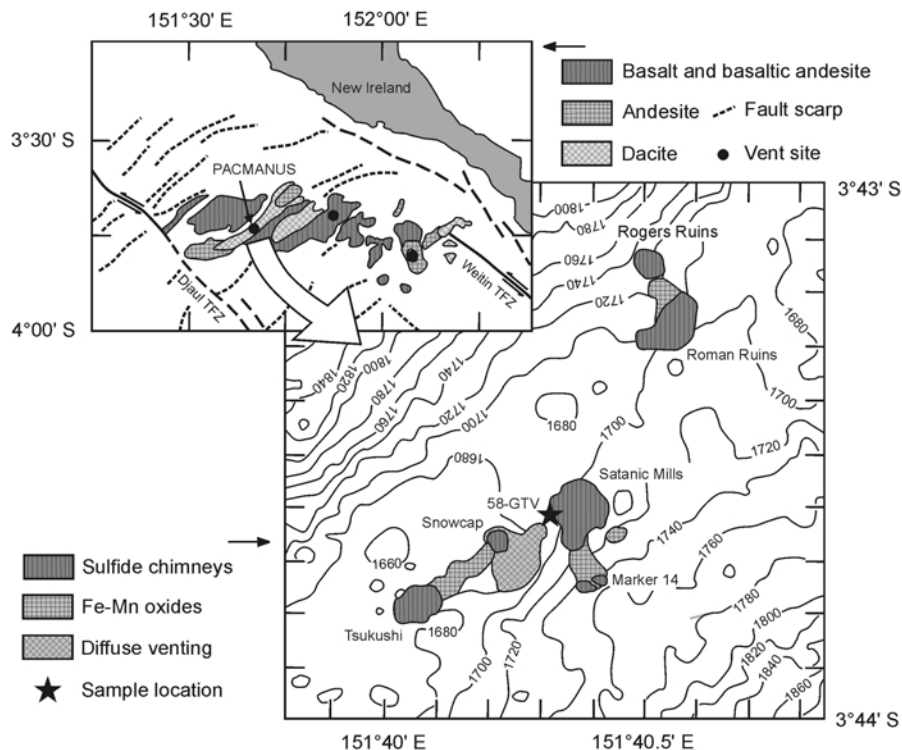 151°30' E
152°00' E
New Ireland
3°30' S
PACMANUS
Djaul TFZ
Weitin TFZ
4°00' S
Basalt and basaltic andesite
Andesite
Fault scarp
Dacite
Vent site
3°43' S
1800
1780
Rogers Ruins
1760
1740
1720
1680
Roman Ruins
1840
1820
1800
1780
1760
1740
1720
1700
1700
1680
1700
1720
1680
Satanic Mills
58-GTV
Snowcap
1740
1660
1760
Marker 14
1780
Tsukushi
1680
1700
1720
1800
1820
1840
1860
Sulfide chimneys
Fe-Mn oxides
Diffuse venting
Sample location
3°44' S
151°40' E
151°40.5' E